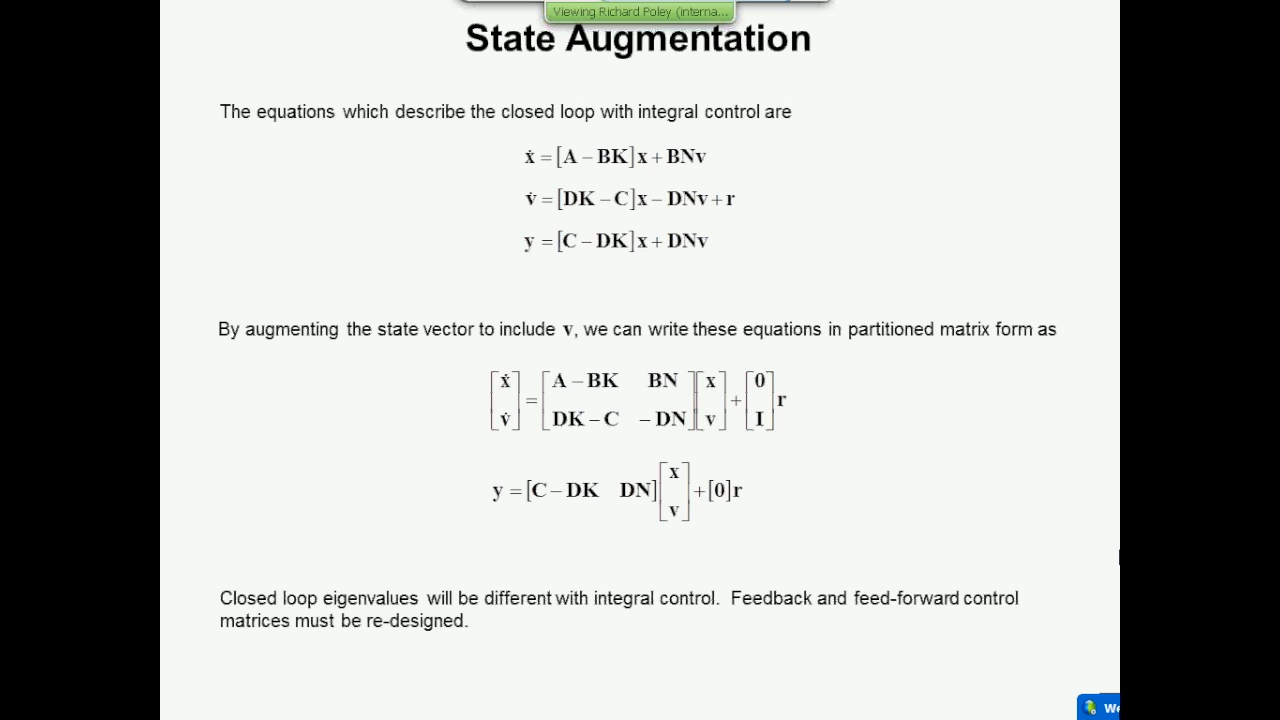 Viewing Richard Poley (interna...
State Augmentation
The equations which describe the closed loop with integral control are
ẋ = [A − BK]x + BNv
v̇ = [DK − C]x − DNv + r
y = [C − DK]x + DNv
By augmenting the state vector to include v, we can write these equations in partitioned matrix form as
[ẋ; v̇] = [A − BK BN; DK − C − DN][x; v] + [0; I]r
y = [C − DK DN][x; v] + [0]r
Closed loop eigenvalues will be different with integral control. Feedback and feed-forward control
matrices must be re-designed.
We